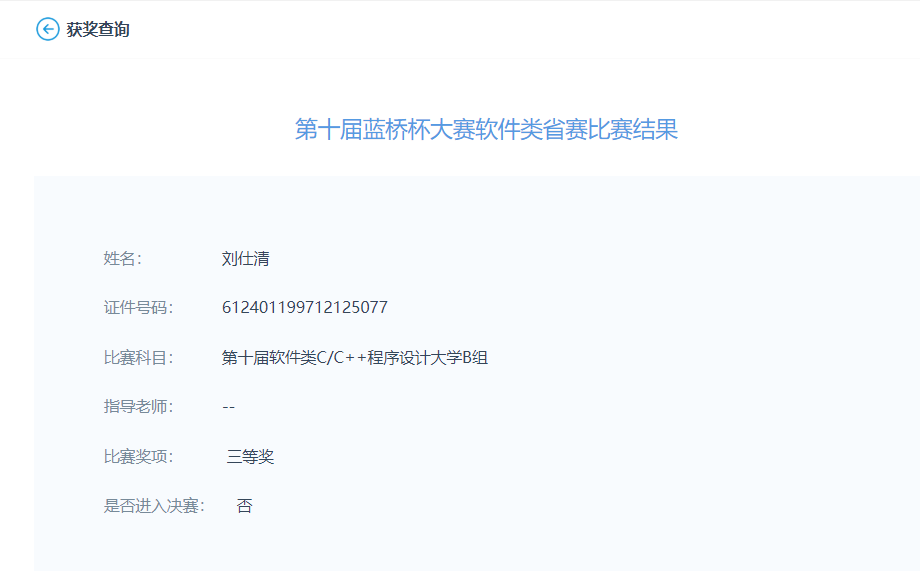 获奖查询
第十届蓝桥杯大赛软件类省赛比赛结果
姓名： 刘仕清
证件号码： 612401199712125077
比赛科目： 第十届软件类C/C++程序设计大学B组
指导老师： --
比赛奖项： 三等奖
是否进入决赛： 否